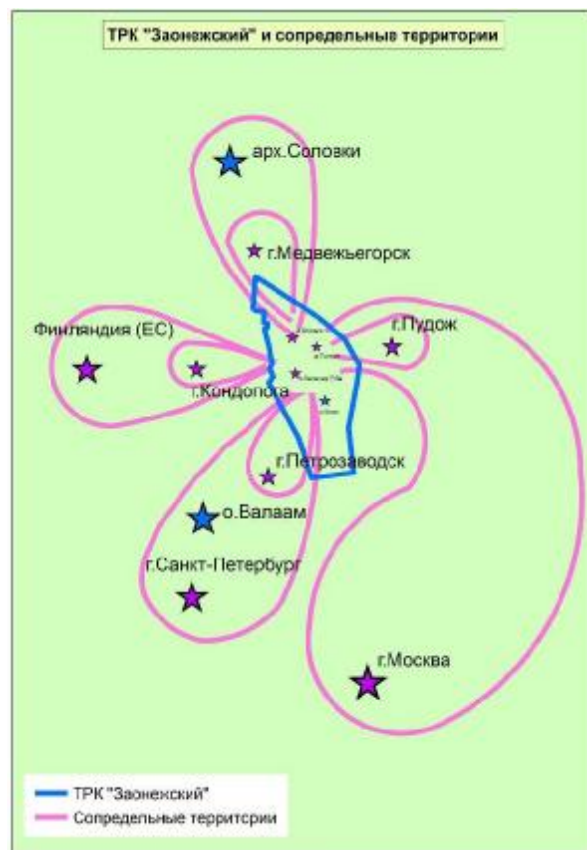 ТРК "Заонежский" и сопредельные территории
арх.Соловки
г.Медвежьегорск
Финляндия (ЕС)
г.Пудож
г.Кондопога
г.Петрозаводск
о.Валаам
г.Санкт-Петербург
г.Москва
ТРК "Заонежский"
Сопредельные территории